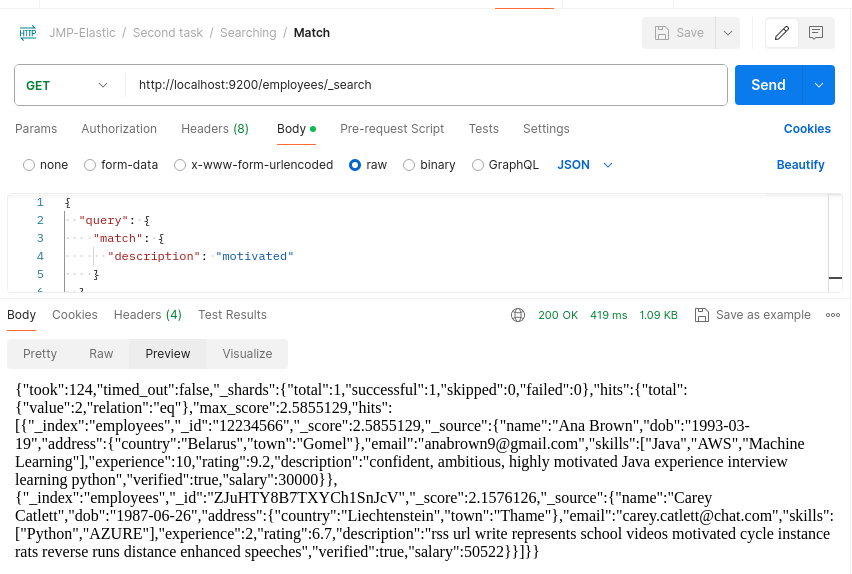 HTTP JMP-Elastic / Second task / Searching / Match Save
GET http://localhost:9200/employees/_search Send
Params Authorization Headers (8) Body Pre-request Script Tests Settings Cookies
none form-data x-www-form-urlencoded raw binary GraphQL JSON Beautify
1 {
2 "query": {
3 "match": {
4 "description": "motivated"
5 }
6 }
Body Cookies Headers (4) Test Results 200 OK 419 ms 1.09 KB Save as example
Pretty Raw Preview Visualize
{"took":124,"timed_out":false,"_shards":{"total":1,"successful":1,"skipped":0,"failed":0},"hits":{"total":
{"value":2,"relation":"eq"},"max_score":2.5855129,"hits":
[{"_index":"employees","_id":"12234566","_score":2.5855129,"_source":{"name":"Ana Brown","dob":"1993-03-
19","address":{"country":"Belarus","town":"Gomel"},"email":"anabrown9@gmail.com","skills":["Java","AWS","Machine
Learning"],"experience":10,"rating":9.2,"description":"confident, ambitious, highly motivated Java experience interview
learning python","verified":true,"salary":30000}},
{"_index":"employees","_id":"ZJuHTY8B7TXYCh1SnJcV","_score":2.1576126,"_source":{"name":"Carey
Catlett","dob":"1987-06-26","address":{"country":"Liechtenstein","town":"Thame"},"email":"carey.catlett@chat.com","skills":
["Python","AZURE"],"experience":2,"rating":6.7,"description":"rss url write represents school videos motivated cycle instance
rats reverse runs distance enhanced speeches","verified":true,"salary":50522}}]}}